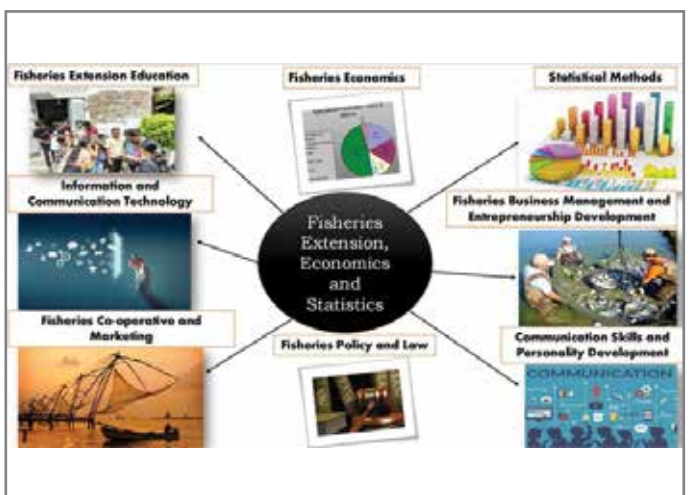 Fisheries Extension Education
Fisheries Economics
Statistical Methods
Information and
Communication Technology
Fisheries Business Management and
Entrepreneurship Development
Fisheries
Extension,
Economics
and
Statistics
Fisheries Co-operative and
Marketing
Fisheries Policy and Law
Communication Skills and
Personality Development
COMMUNICATION